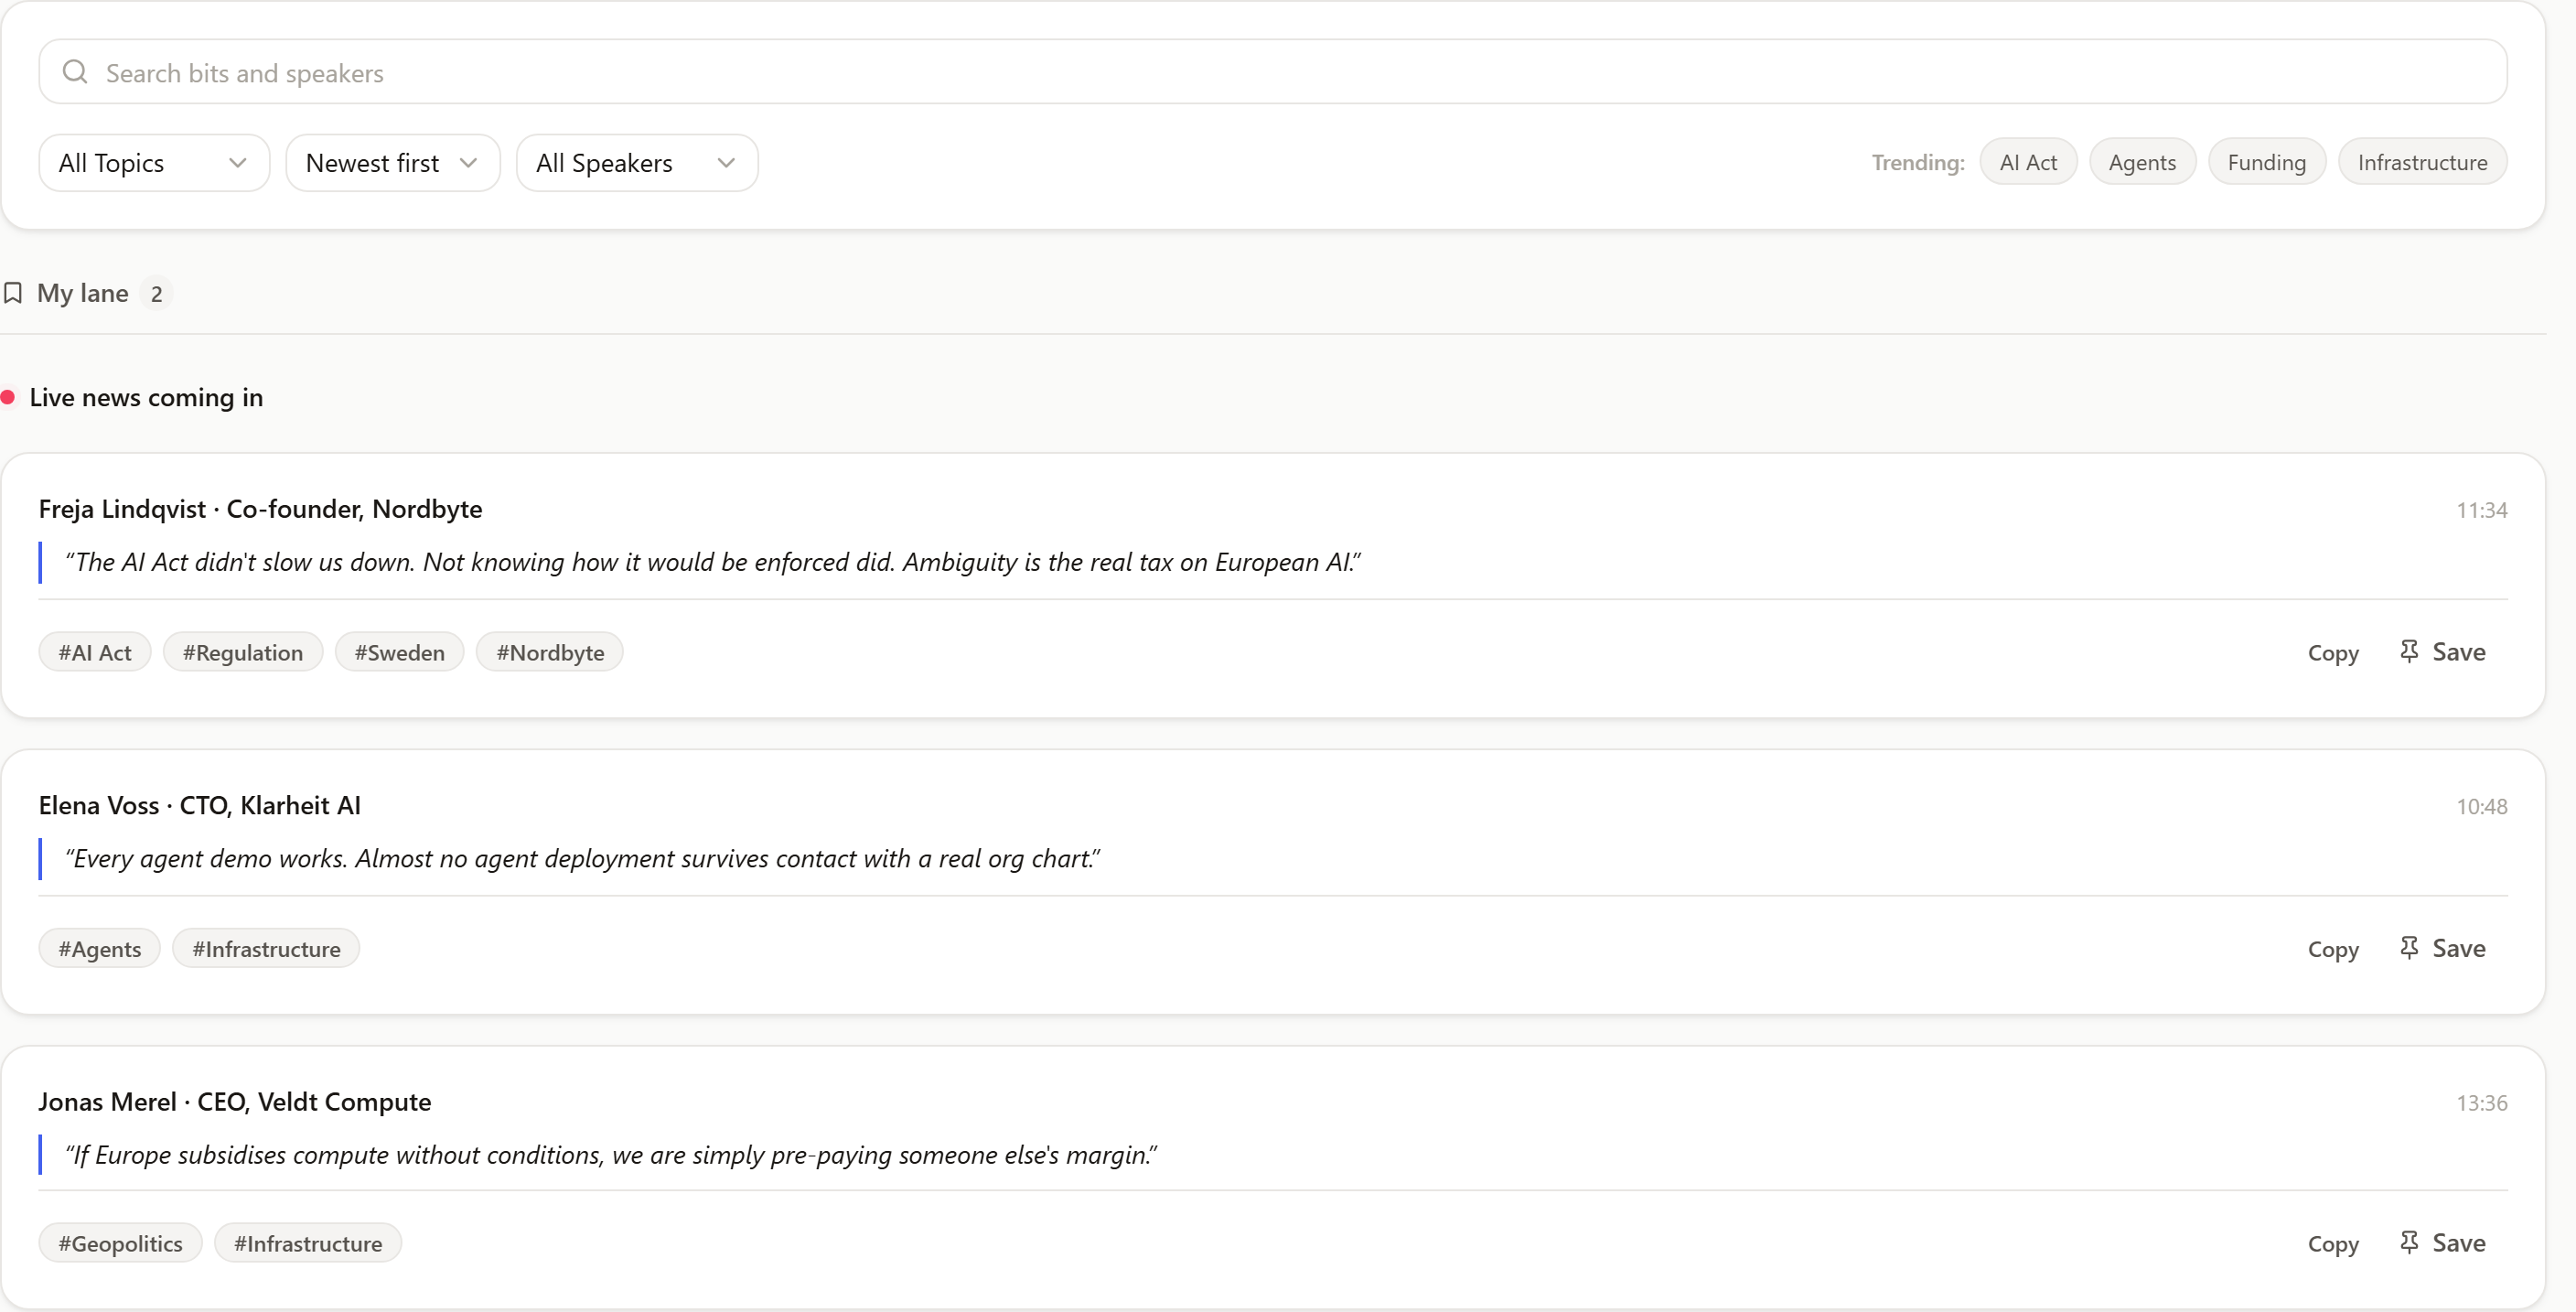 Search bits and speakers
All Topics Newest first All Speakers Trending: AI Act Agents Funding Infrastructure
My lane 2
Live news coming in
Freja Lindqvist · Co-founder, Nordbyte 11:34
“The AI Act didn't slow us down. Not knowing how it would be enforced did. Ambiguity is the real tax on European AI.”
#AI Act #Regulation #Sweden #Nordbyte Copy Save
Elena Voss · CTO, Klarheit AI 10:48
“Every agent demo works. Almost no agent deployment survives contact with a real org chart.”
#Agents #Infrastructure Copy Save
Jonas Merel · CEO, Veldt Compute 13:36
“If Europe subsidises compute without conditions, we are simply pre-paying someone else's margin.”
#Geopolitics #Infrastructure Copy Save